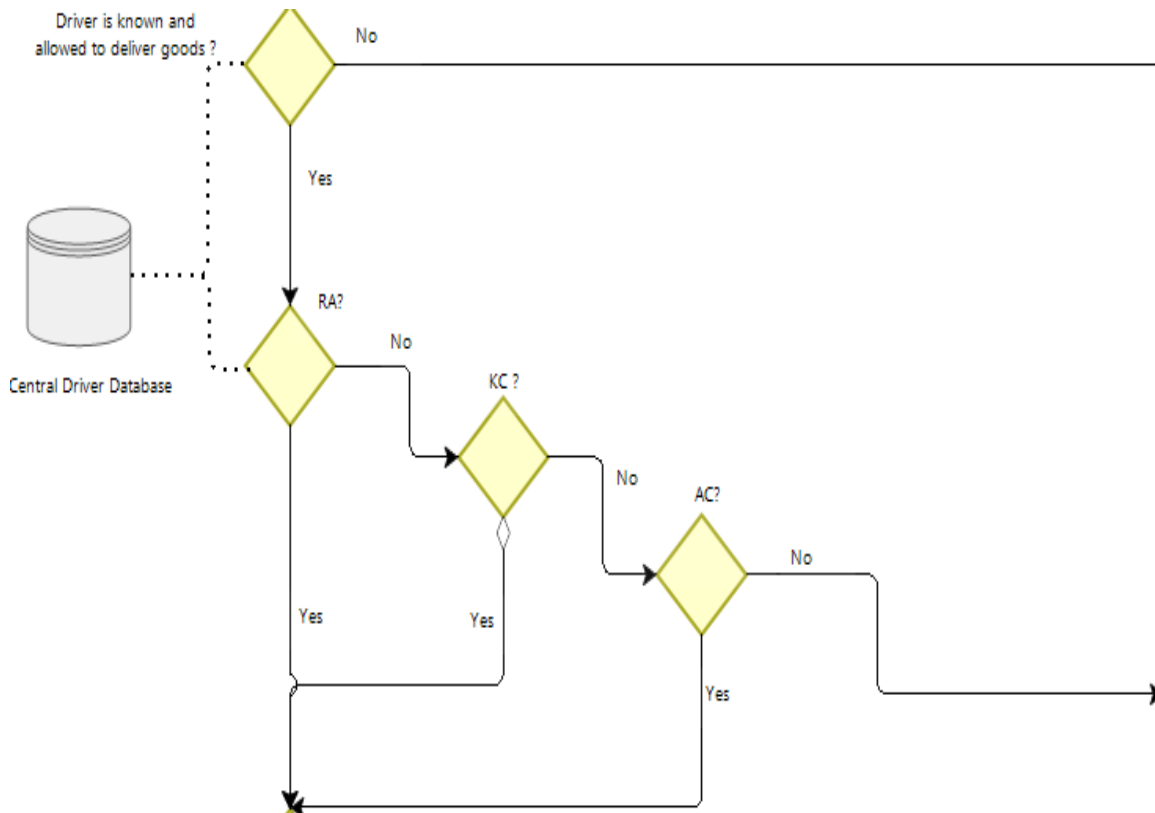 Driver is known and
allowed to deliver goods ?
No
Yes
RA?
No
Central Driver Database
KC ?
No
AC?
No
Yes
Yes
Yes